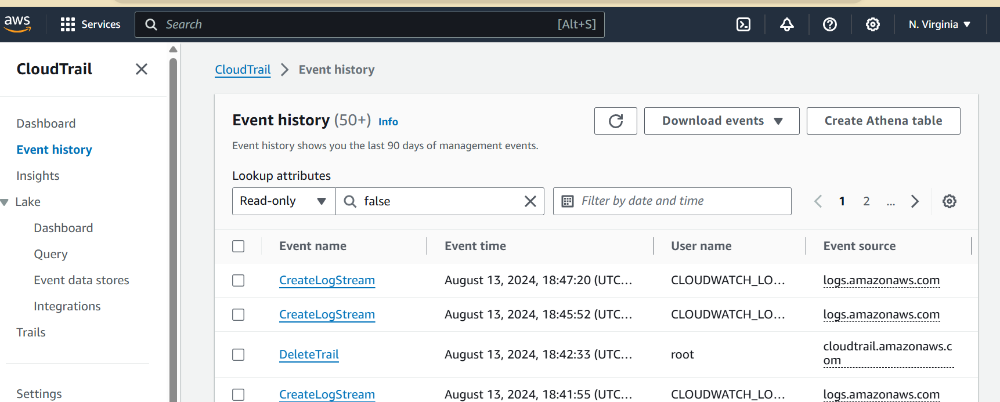 aws Services Search [Alt+S] N. Virginia
CloudTrail
Dashboard
Event history
Insights
Lake
Dashboard
Query
Event data stores
Integrations
Trails
Settings
CloudTrail Event history
Event history (50+) Info
Download events
Create Athena table
Event history shows you the last 90 days of management events.
Lookup attributes
Read-only false Filter by date and time 1 2 ...
Event name Event time User name Event source
CreateLogStream August 13, 2024, 18:47:20 (UTC... CLOUDWATCH_LO... logs.amazonaws.com
CreateLogStream August 13, 2024, 18:45:52 (UTC... CLOUDWATCH_LO... logs.amazonaws.com
DeleteTrail August 13, 2024, 18:42:33 (UTC... root cloudtrail.amazonaws.c
om
CreateLogStream August 13, 2024, 18:41:55 (UTC... CLOUDWATCH_LO... logs.amazonaws.com